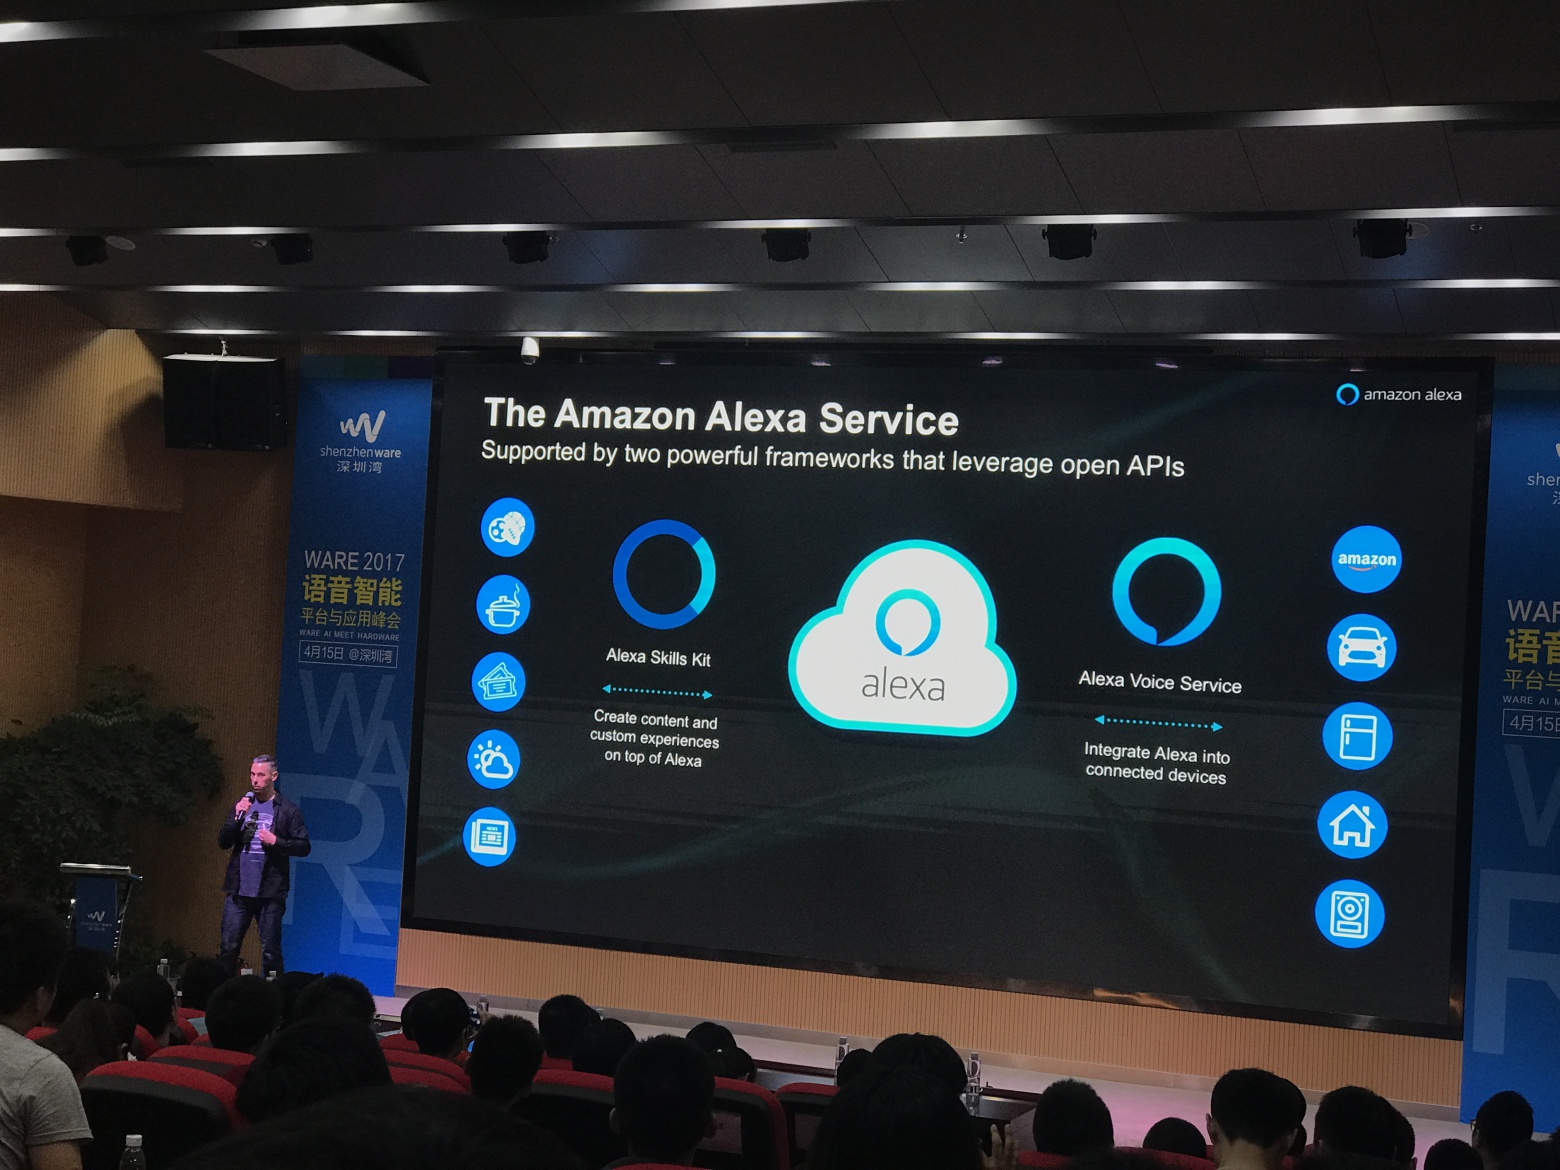 shenzhenware
深圳湾
WARE 2017
语音智能
平台与应用峰会
WARE AI MEET HARDWARE
4月15日 @深圳湾
WARE
The Amazon Alexa Service
Supported by two powerful frameworks that leverage open APIs
amazon alexa
Alexa Skills Kit
Create content and
custom experiences
on top of Alexa
NEWS
alexa
Alexa Voice Service
Integrate Alexa into
connected devices
amazon
sher
WAR
语音
平台与
WARE AI M
4月15日